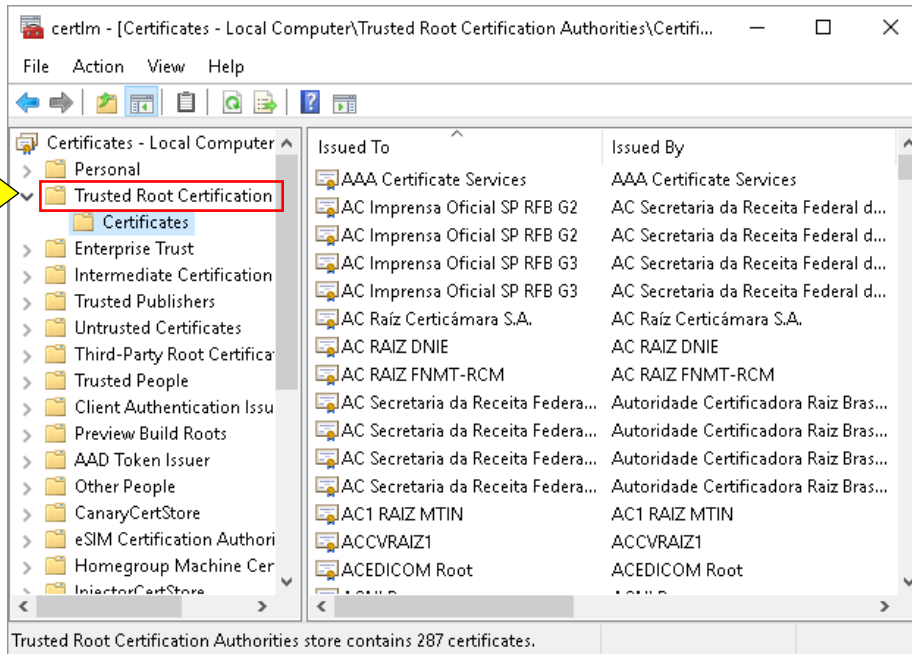 certlm - [Certificates - Local Computer\Trusted Root Certification Authorities\Certifi...
File Action View Help
Certificates - Local Computer
Personal
Trusted Root Certification
Certificates
Enterprise Trust
Intermediate Certification
Trusted Publishers
Untrusted Certificates
Third-Party Root Certifica
Trusted People
Client Authentication Issu
Preview Build Roots
AAD Token Issuer
Other People
CanaryCertStore
eSIM Certification Authori
Homegroup Machine Cer
InjectorCertStore
Issued To Issued By
AAA Certificate Services AAA Certificate Services
AC Imprensa Oficial SP RFB G2 AC Secretaria da Receita Federal d...
AC Imprensa Oficial SP RFB G2 AC Secretaria da Receita Federal d...
AC Imprensa Oficial SP RFB G3 AC Secretaria da Receita Federal d...
AC Imprensa Oficial SP RFB G3 AC Secretaria da Receita Federal d...
AC Raíz Certicámara S.A. AC Raíz Certicámara S.A.
AC RAIZ DNIE AC RAIZ DNIE
AC RAIZ FNMT-RCM AC RAIZ FNMT-RCM
AC Secretaria da Receita Federa... Autoridade Certificadora Raiz Bras...
AC Secretaria da Receita Federa... Autoridade Certificadora Raiz Bras...
AC Secretaria da Receita Federa... Autoridade Certificadora Raiz Bras...
AC Secretaria da Receita Federa... Autoridade Certificadora Raiz Bras...
AC1 RAIZ MTIN AC1 RAIZ MTIN
ACCVRAIZ1 ACCVRAIZ1
ACEDICOM Root ACEDICOM Root
Trusted Root Certification Authorities store contains 287 certificates.